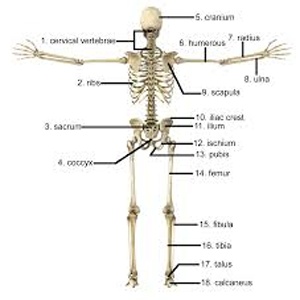 5. cranium
1. cervical vertebrae
7. radius
6. humerous
8. ulna
2. ribs
9. scapula
10. iliac crest
3. sacrum
11. ilium
12. ischium
13. pubis
4. coccyx
14. femur
15. fibula
16. tibia
17. talus
18. calcaneus